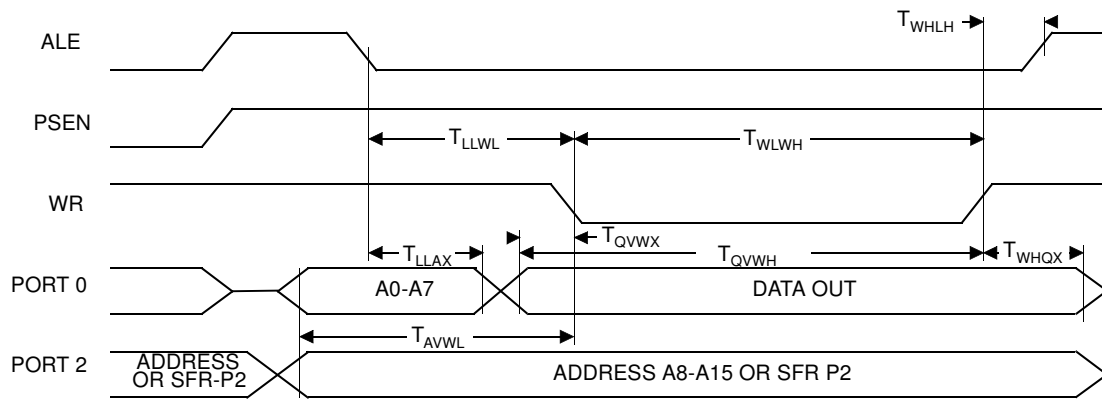 T_WHLH
ALE
PSEN
T_LLWL
T_WLWH
WR
T_QVWX
T_LLAX
T_QVWH
T_WHQX
PORT 0
A0-A7
DATA OUT
T_AVWL
PORT 2
ADDRESS
OR SFR-P2
ADDRESS A8-A15 OR SFR P2